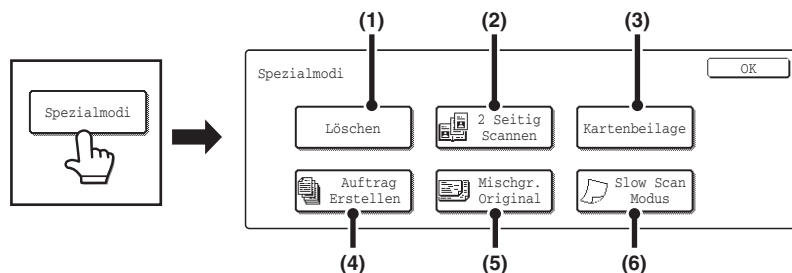 (1)
(2)
(3)
Spezialmodi
Spezialmodi
OK
Löschen
2 Seitig
Scannen
Kartenbeilage
Auftrag
Erstellen
Mischgr.
Original
Slow Scan
Modus
(4)
(5)
(6)